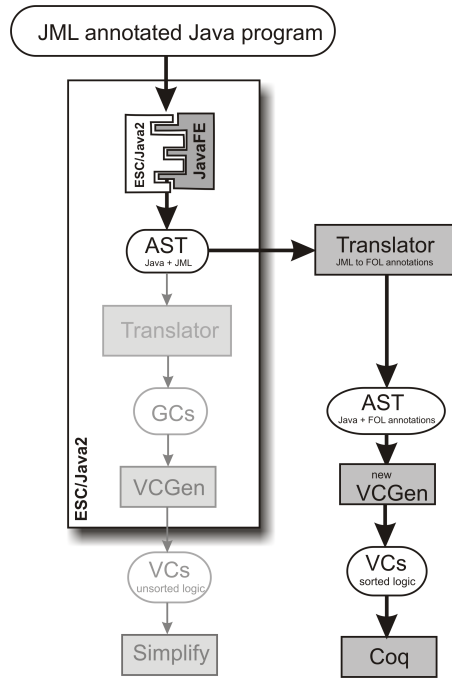 JML annotated Java program
ESC/Java2
JavaFE
AST
Java + JML
Translator
JML to FOL annotations
Translator
GCs
AST
Java + FOL annotations
ESC/Java2
VCGen
new
VCGen
VCs
unsorted logic
VCs
sorted logic
Simplify
Coq